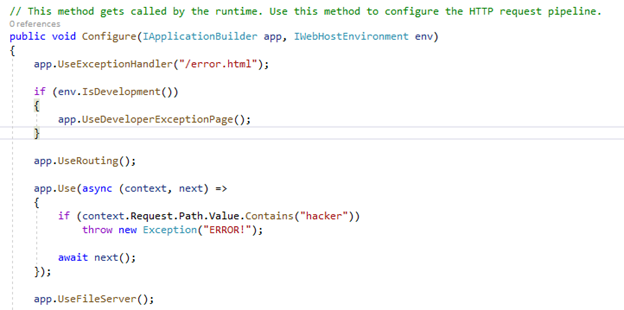 // This method gets called by the runtime. Use this method to configure the HTTP request pipeline.
0 references
public void Configure(IApplicationBuilder app, IWebHostEnvironment env)
{
    app.UseExceptionHandler("/error.html");

    if (env.IsDevelopment())
    {
        app.UseDeveloperExceptionPage();
    }

    app.UseRouting();

    app.Use(async (context, next) =>
    {
        if (context.Request.Path.Value.Contains("hacker"))
            throw new Exception("ERROR!");

        await next();
    });

    app.UseFileServer();